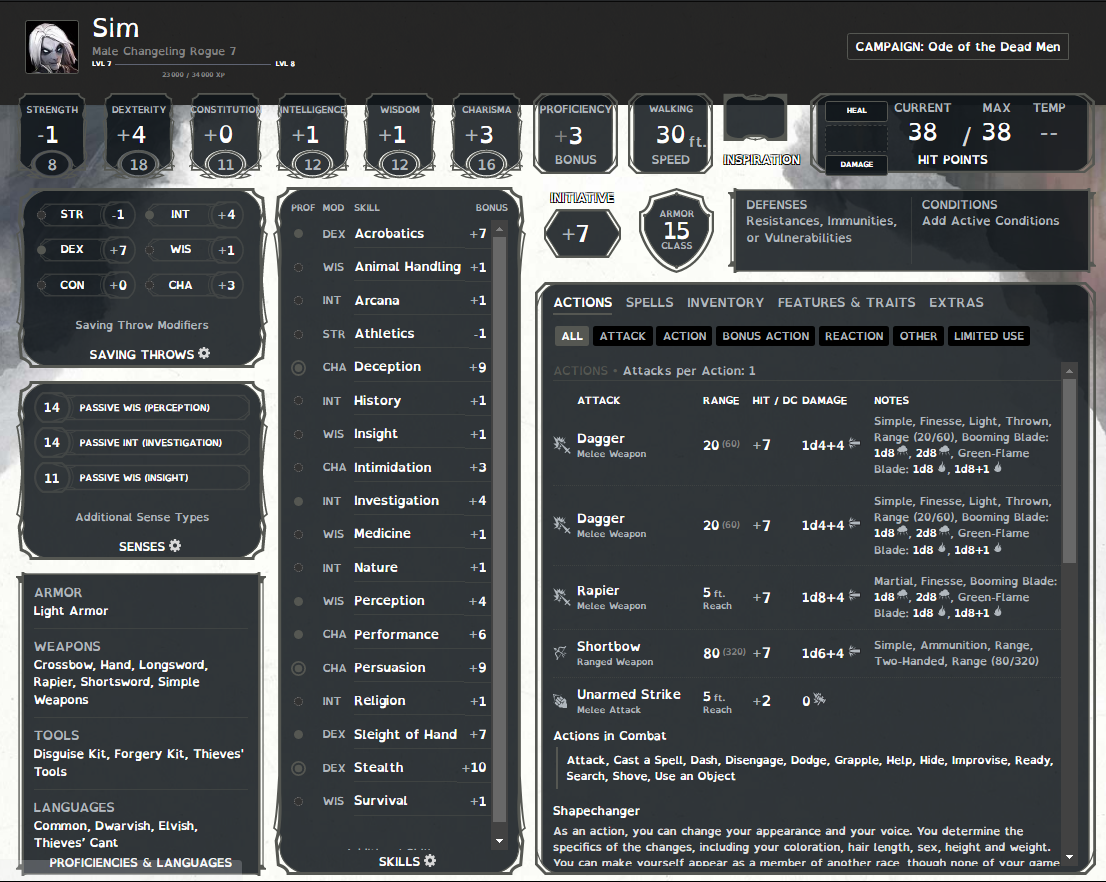 Sim
Male Changeling Rogue 7
LVL 7
LVL 8
23 000 / 34 000 XP
CAMPAIGN: Ode of the Dead Men
STRENGTH
-1
8
DEXTERITY
+4
18
CONSTITUTION
+0
11
INTELLIGENCE
+1
12
WISDOM
+1
12
CHARISMA
+3
16
PROFICIENCY
+3
BONUS
WALKING
30 ft.
SPEED
INSPIRATION
HEAL
DAMAGE
CURRENT MAX TEMP
38 / 38 --
HIT POINTS
STR -1 INT +4
DEX +7 WIS +1
CON +0 CHA +3
Saving Throw Modifiers
SAVING THROWS
14 PASSIVE WIS (PERCEPTION)
14 PASSIVE INT (INVESTIGATION)
11 PASSIVE WIS (INSIGHT)
Additional Sense Types
SENSES
ARMOR
Light Armor
WEAPONS
Crossbow, Hand, Longsword,
Rapier, Shortsword, Simple
Weapons
TOOLS
Disguise Kit, Forgery Kit, Thieves'
Tools
LANGUAGES
Common, Dwarvish, Elvish,
Thieves' Cant
PROFICIENCIES & LANGUAGES
PROF MOD SKILL BONUS
DEX Acrobatics +7
WIS Animal Handling +1
INT Arcana +1
STR Athletics -1
CHA Deception +9
INT History +1
WIS Insight +1
CHA Intimidation +3
INT Investigation +4
WIS Medicine +1
INT Nature +1
WIS Perception +4
CHA Performance +6
CHA Persuasion +9
INT Religion +1
DEX Sleight of Hand +7
DEX Stealth +10
WIS Survival +1
SKILLS
INITIATIVE
+7
ARMOR
15
CLASS
DEFENSES
Resistances, Immunities,
or Vulnerabilities
CONDITIONS
Add Active Conditions
ACTIONS SPELLS INVENTORY FEATURES & TRAITS EXTRAS
ALL ATTACK ACTION BONUS ACTION REACTION OTHER LIMITED USE
ACTIONS • Attacks per Action: 1
ATTACK RANGE HIT / DC DAMAGE NOTES
Dagger 20 (60) +7 1d4+4
Melee Weapon
Simple, Finesse, Light, Thrown,
Range (20/60), Booming Blade:
1d8, 2d8, Green-Flame
Blade: 1d8, 1d8+1
Dagger 20 (60) +7 1d4+4
Melee Weapon
Simple, Finesse, Light, Thrown,
Range (20/60), Booming Blade:
1d8, 2d8, Green-Flame
Blade: 1d8, 1d8+1
Rapier 5 ft. +7 1d8+4
Melee Weapon Reach
Martial, Finesse, Booming Blade:
1d8, 2d8, Green-Flame
Blade: 1d8, 1d8+1
Shortbow 80 (320) +7 1d6+4
Ranged Weapon
Simple, Ammunition, Range,
Two-Handed, Range (80/320)
Unarmed Strike 5 ft. +2 0
Melee Attack Reach
Actions in Combat
Attack, Cast a Spell, Dash, Disengage, Dodge, Grapple, Help, Hide, Improvise, Ready,
Search, Shove, Use an Object
Shapechanger
As an action, you can change your appearance and your voice. You determine the
specifics of the changes, including your coloration, hair length, sex, height and weight.
You can make yourself appear as a member of another race, though none of your game